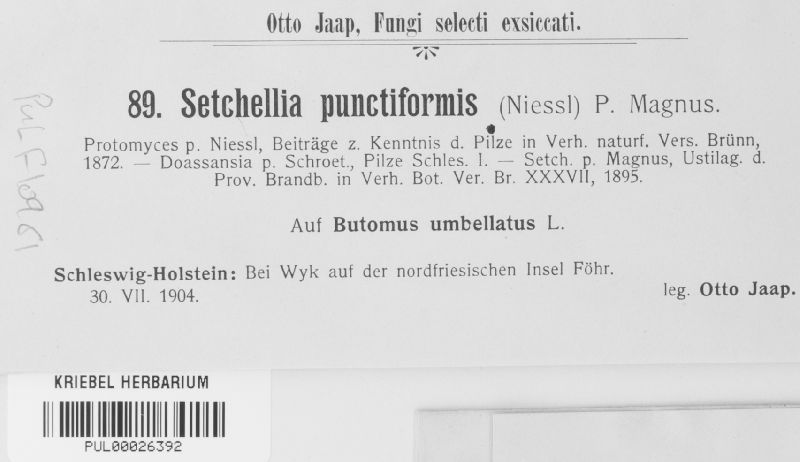 Otto Jaap, Fungi selecti exsiccati.
89. Setchellia punctiformis (Niessl) P. Magnus.
Protomyces p. Niessl, Beiträge z. Kenntnis d. Pilze in Verh. naturf. Vers. Brünn,
1872. — Doassansia p. Schroet., Pilze Schles. I. — Setch. p. Magnus, Ustilag. d.
Prov. Brandb. in Verh. Bot. Ver. Br. XXXVII, 1895.
Auf Butomus umbellatus L.
Schleswig-Holstein: Bei Wyk auf der nordfriesischen Insel Föhr.
30. VII. 1904.
leg. Otto Jaap.
PUL F10961
KRIEBEL HERBARIUM
PUL00026392